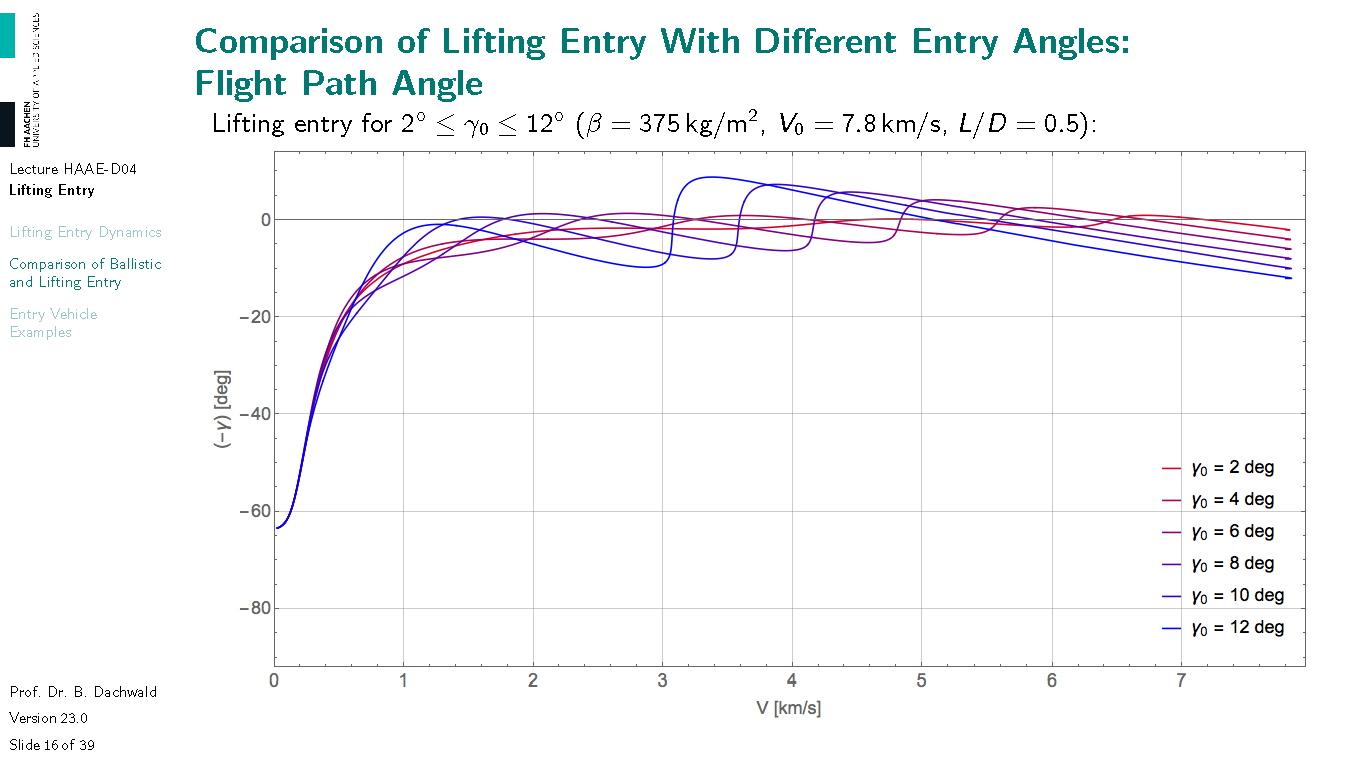 FH AACHEN
UNIVERSITY OF APPLIED SCIENCES
Comparison of Lifting Entry With Different Entry Angles:
Flight Path Angle
Lifting entry for 2° ≤ γ₀ ≤ 12° (β = 375 kg/m², V₀ = 7.8 km/s, L/D = 0.5):
Lecture HAAE-D04
Lifting Entry
Lifting Entry Dynamics
Comparison of Ballistic
and Lifting Entry
Entry Vehicle
Examples
(−γ) [deg]
0
−20
−40
−60
−80
γ₀ = 2 deg
γ₀ = 4 deg
γ₀ = 6 deg
γ₀ = 8 deg
γ₀ = 10 deg
γ₀ = 12 deg
0 1 2 3 4 5 6 7
V [km/s]
Prof. Dr. B. Dachwald
Version 23.0
Slide 16 of 39